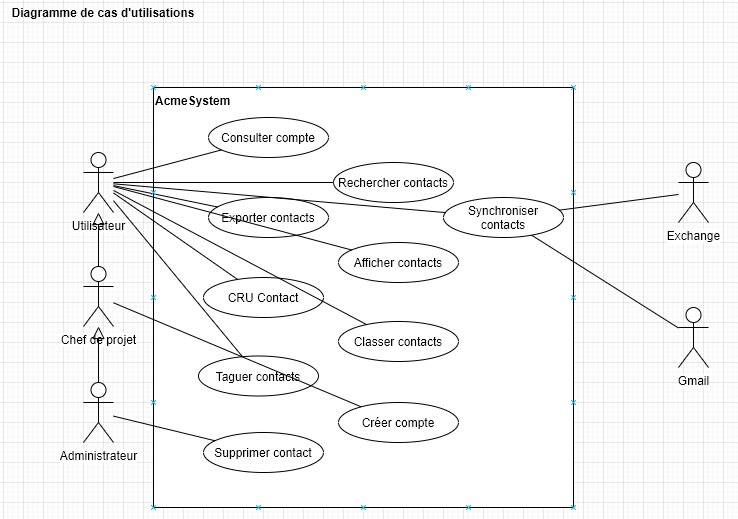 Diagramme de cas d'utilisations
AcmeSystem
Consulter compte
Rechercher contacts
Exporter contacts
Synchroniser
contacts
Utilisateur
Exchange
Afficher contacts
CRU Contact
Chef de projet
Classer contacts
Gmail
Taguer contacts
Créer compte
Administrateur
Supprimer contact